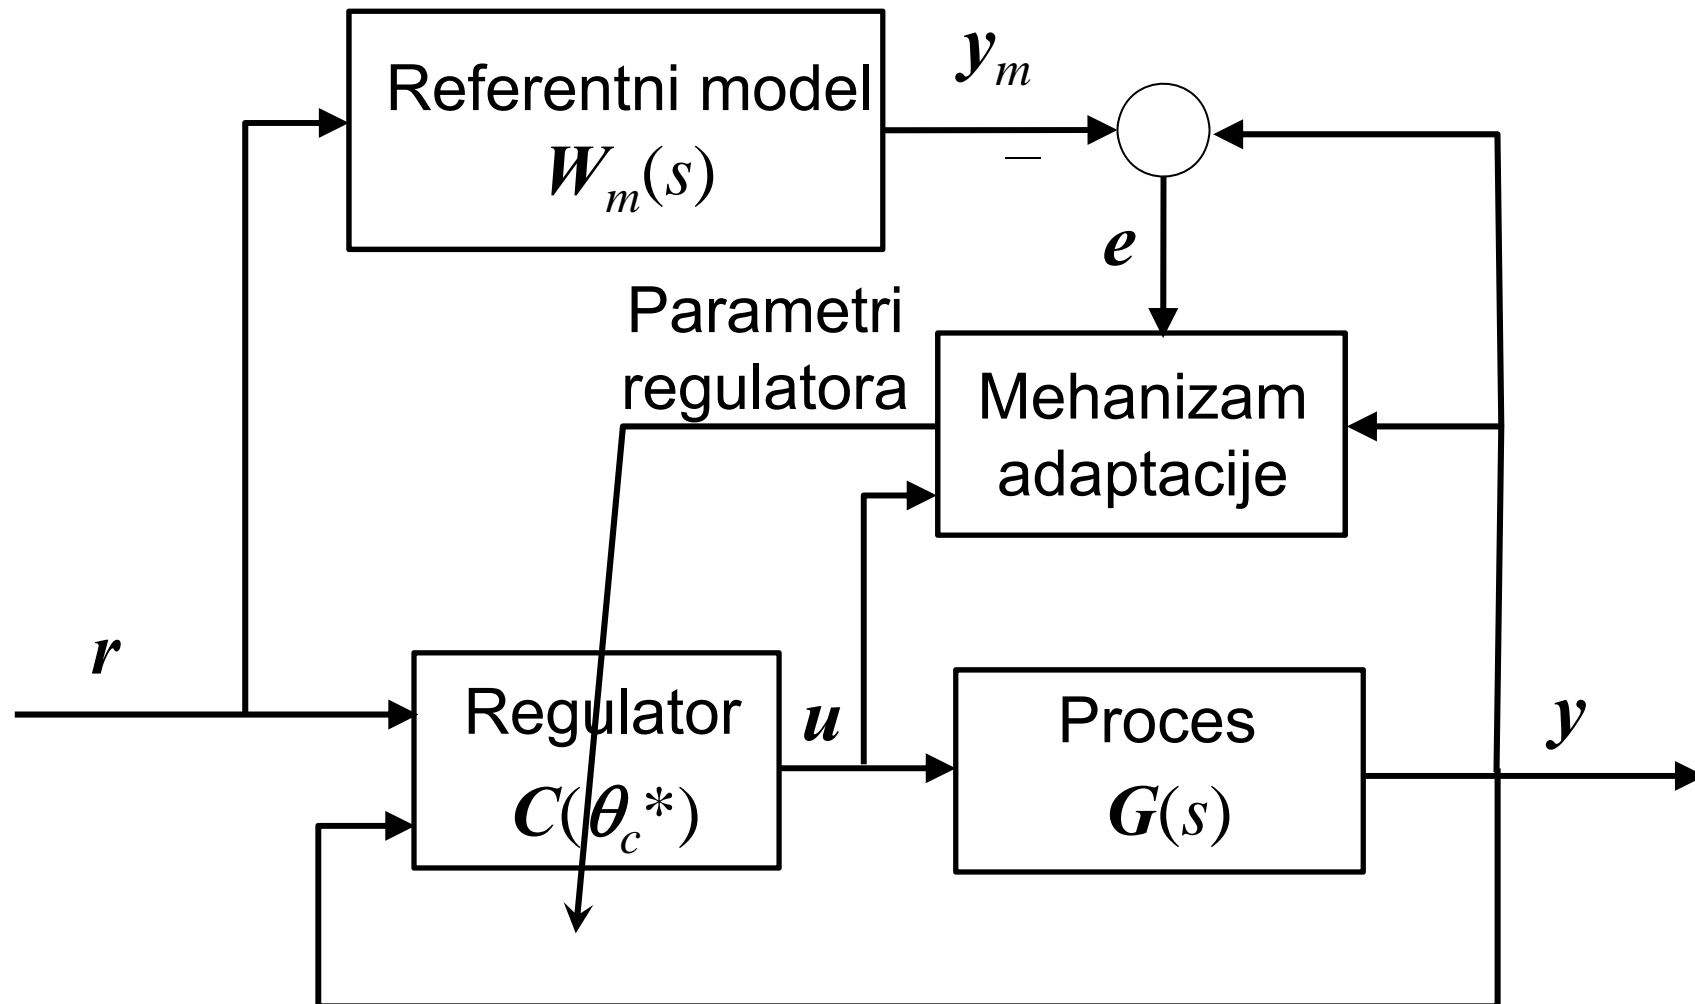 Referentni model
W_m(s)
y_m
−
e
Parametri
regulatora
Mehanizam
adaptacije
r
Regulator
C(θ_c*)
u
Proces
G(s)
y